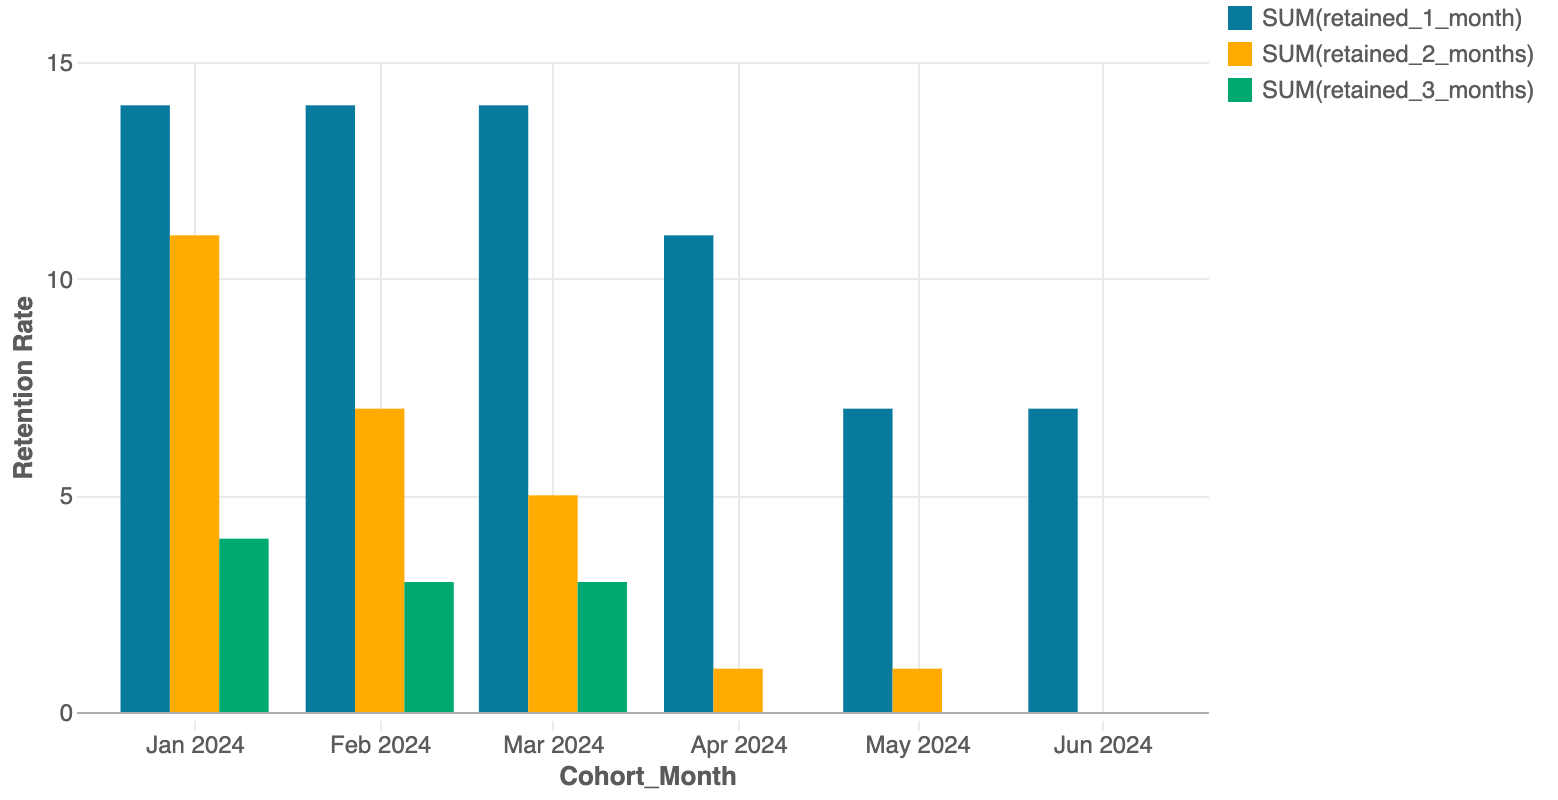 SUM(retained_1_month)
SUM(retained_2_months)
SUM(retained_3_months)
15
10
5
0
Retention Rate
Jan 2024
Feb 2024
Mar 2024
Apr 2024
May 2024
Jun 2024
Cohort_Month